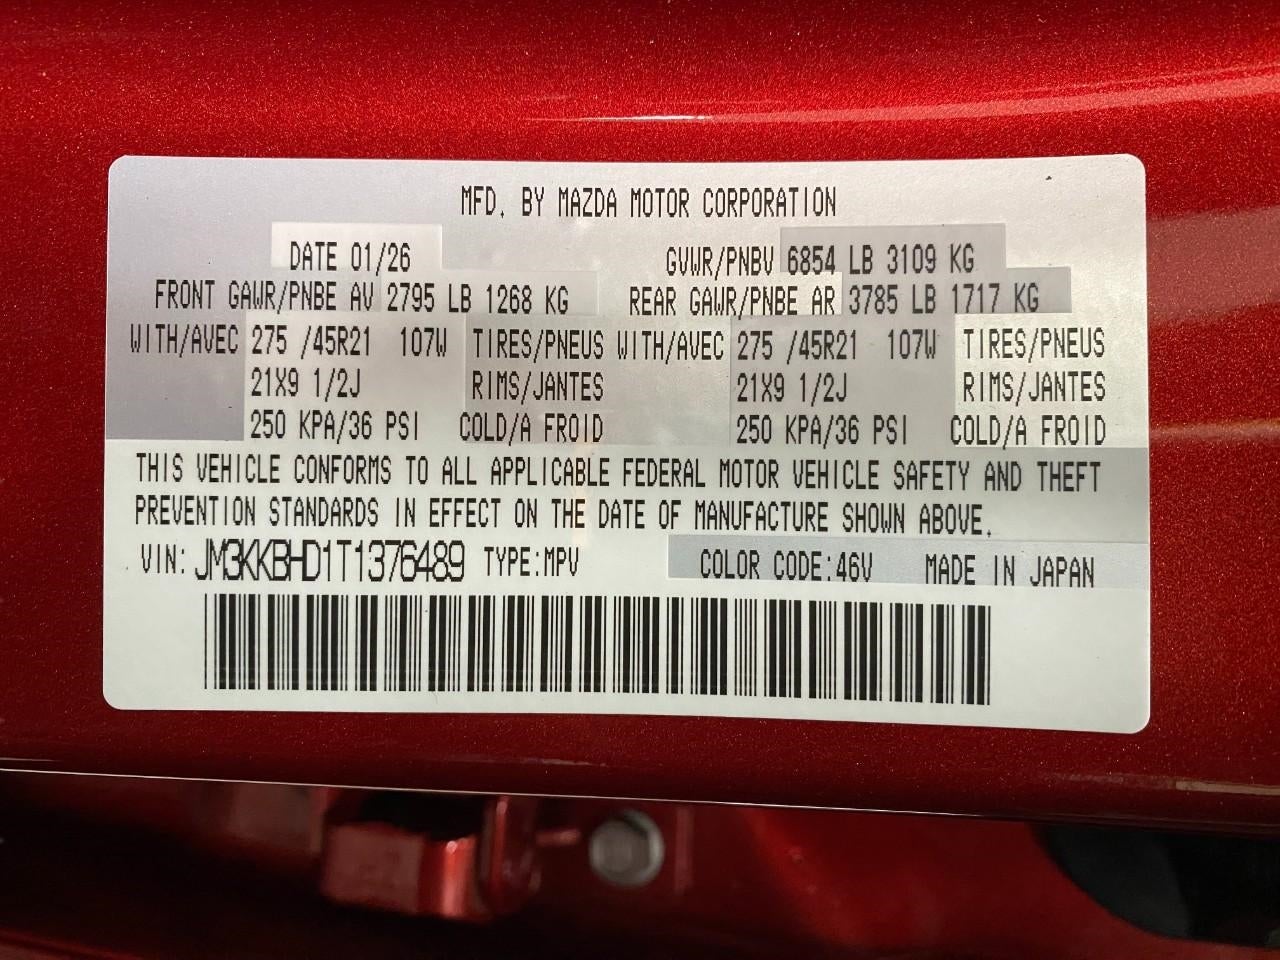 MFD. BY MAZDA MOTOR CORPORATION
DATE 01/26 GVWR/PNBV 6854 LB 3109 KG
FRONT GAWR/PNBE AV 2795 LB 1268 KG REAR GAWR/PNBE AR 3785 LB 1717 KG
WITH/AVEC 275 /45R21 107W TIRES/PNEUS WITH/AVEC 275 /45R21 107W TIRES/PNEUS
21X9 1/2J RIMS/JANTES 21X9 1/2J RIMS/JANTES
250 KPA/36 PSI COLD/A FROID 250 KPA/36 PSI COLD/A FROID
THIS VEHICLE CONFORMS TO ALL APPLICABLE FEDERAL MOTOR VEHICLE SAFETY AND THEFT
PREVENTION STANDARDS IN EFFECT ON THE DATE OF MANUFACTURE SHOWN ABOVE.
VIN: JM3KKBHD1T1376489 TYPE:MPV COLOR CODE:46V MADE IN JAPAN